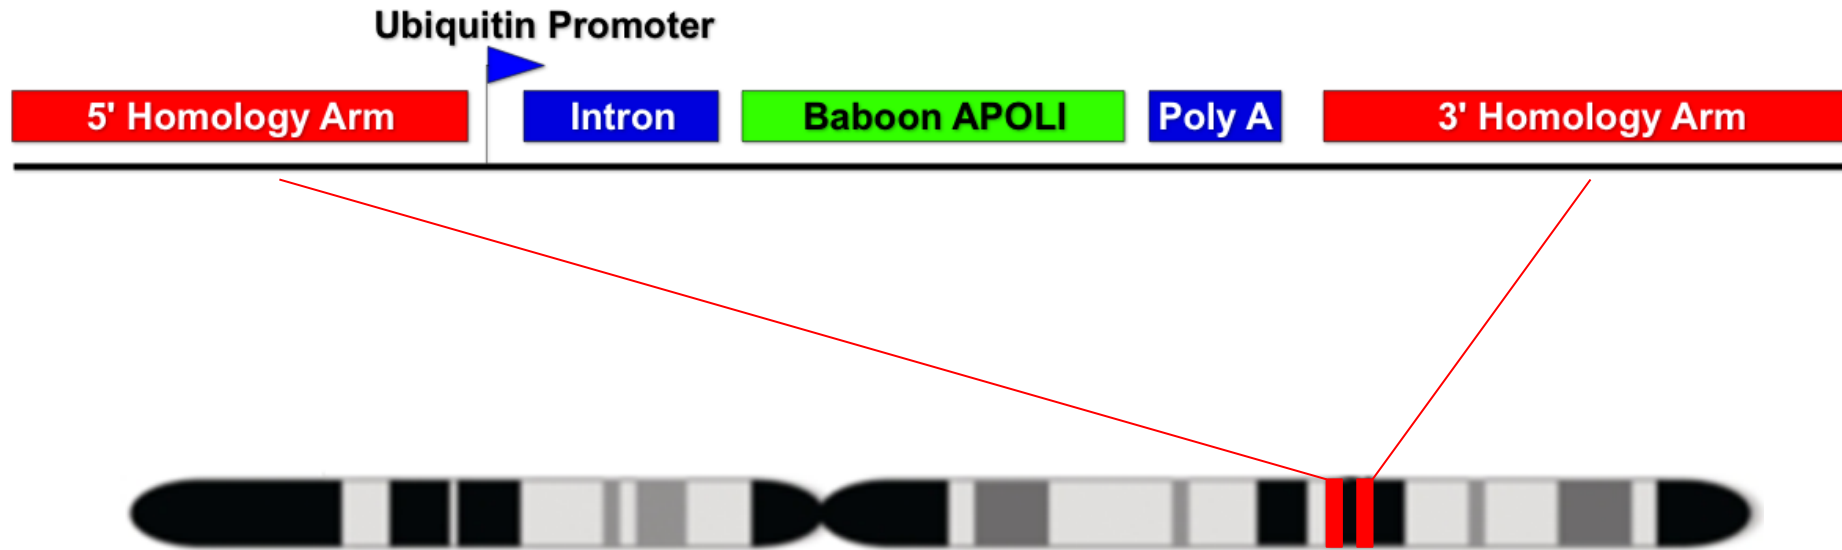 Ubiquitin Promoter
5' Homology Arm
Intron
Baboon APOLI
Poly A
3' Homology Arm